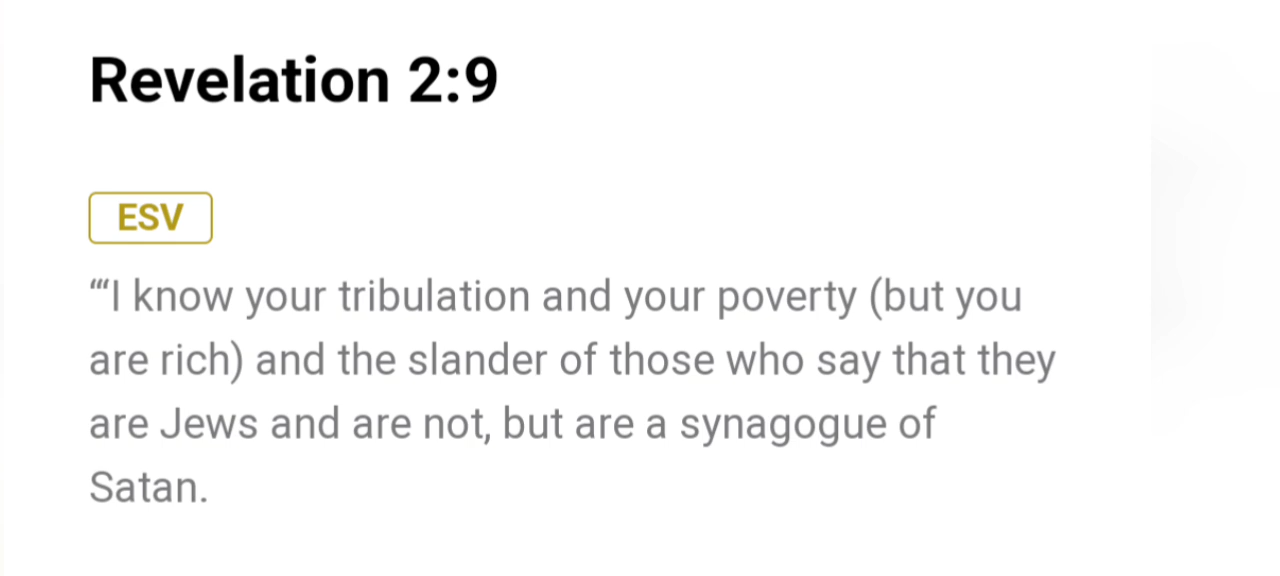 Revelation 2:9
ESV
“‘I know your tribulation and your poverty (but you
are rich) and the slander of those who say that they
are Jews and are not, but are a synagogue of
Satan.